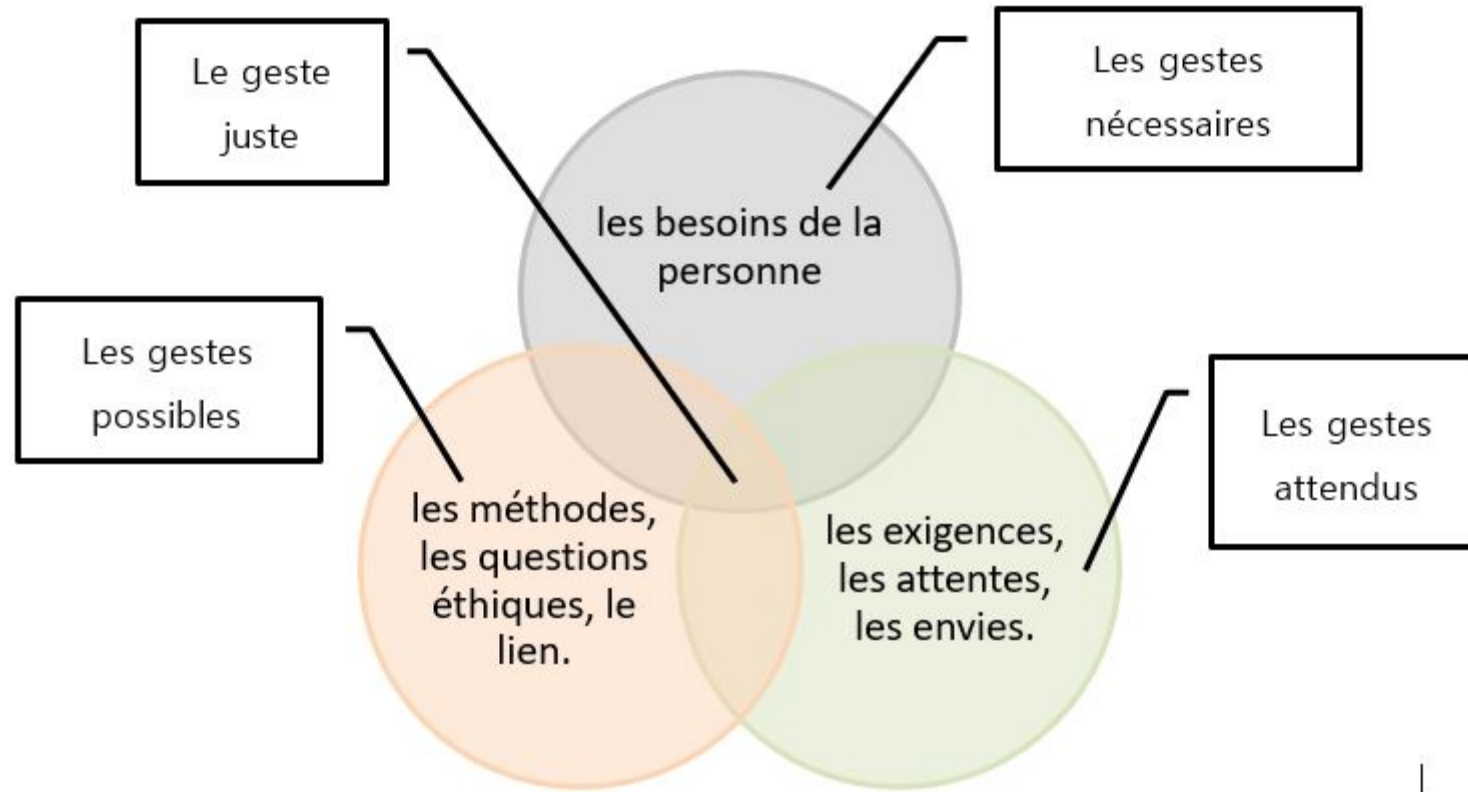 Le geste
juste
Les gestes
nécessaires
les besoins de la
personne
Les gestes
possibles
les méthodes,
les questions
éthiques, le
lien.
les exigences,
les attentes,
les envies.
Les gestes
attendus